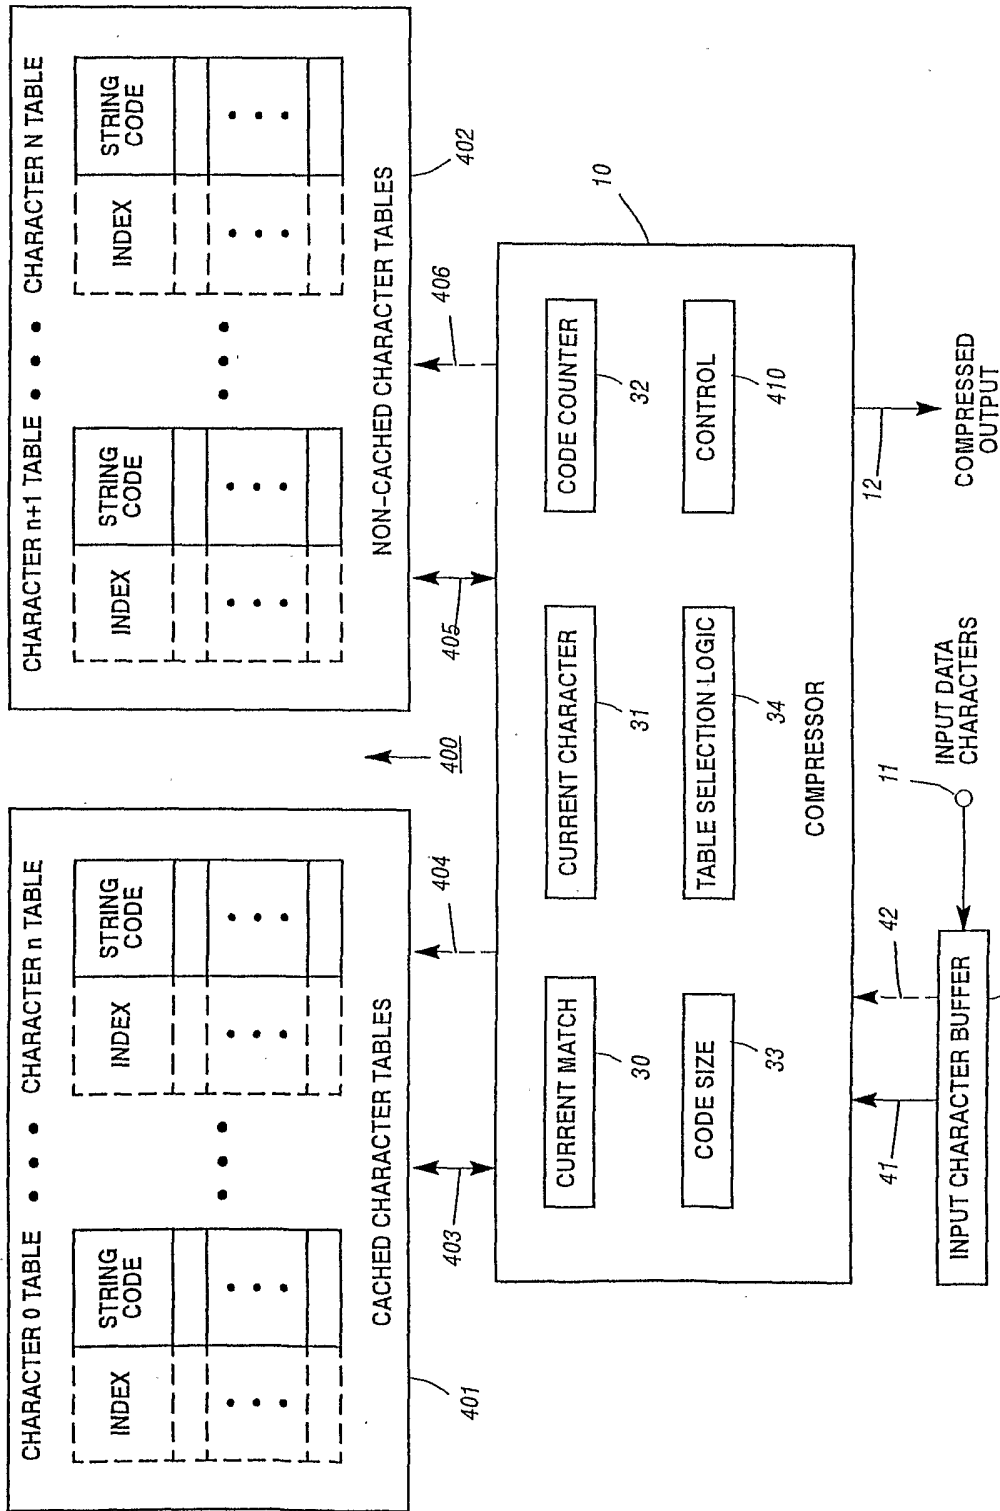 CHARACTER 0 TABLE
CHARACTER n TABLE
INDEX
STRING
CODE
INDEX
STRING
CODE
CACHED CHARACTER TABLES
401
403
404
400
CHARACTER n+1 TABLE
CHARACTER N TABLE
INDEX
STRING
CODE
INDEX
STRING
CODE
NON-CACHED CHARACTER TABLES
402
405
406
10
CURRENT MATCH
30
CURRENT CHARACTER
31
CODE COUNTER
32
CODE SIZE
33
TABLE SELECTION LOGIC
34
CONTROL
410
COMPRESSOR
41
42
11
12
INPUT CHARACTER BUFFER
INPUT DATA
CHARACTERS
COMPRESSED
OUTPUT